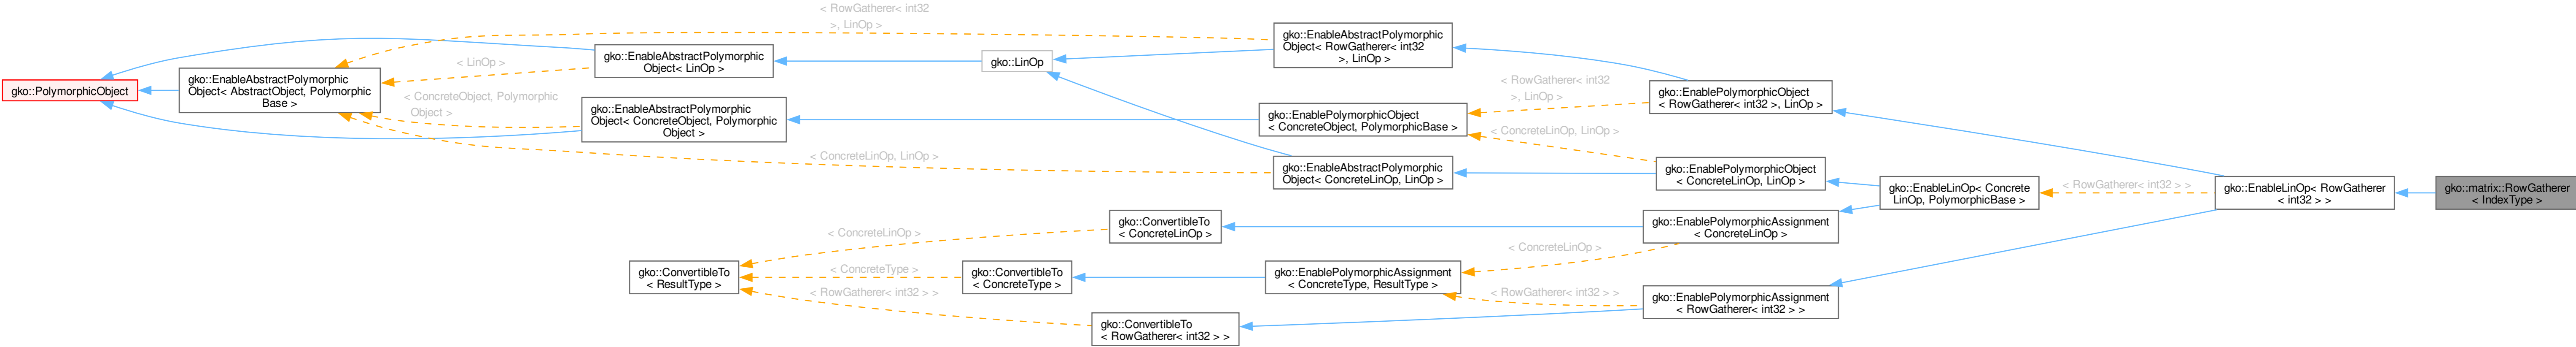 gko::PolymorphicObject
gko::EnableAbstractPolymorphic
Object< AbstractObject, Polymorphic
Base >
< RowGatherer< int32
>, LinOp >
< LinOp >
< ConcreteObject, Polymorphic
Object >
gko::EnableAbstractPolymorphic
Object< LinOp >
gko::EnableAbstractPolymorphic
Object< ConcreteObject, Polymorphic
Object >
< ConcreteLinOp, LinOp >
< ConcreteLinOp >
< ConcreteType >
< RowGatherer< int32 > >
gko::ConvertibleTo
< ResultType >
gko::LinOp
gko::ConvertibleTo
< ConcreteType >
gko::ConvertibleTo
< ConcreteLinOp >
gko::ConvertibleTo
< RowGatherer< int32 > >
gko::EnableAbstractPolymorphic
Object< RowGatherer< int32
>, LinOp >
gko::EnablePolymorphicObject
< ConcreteObject, PolymorphicBase >
gko::EnableAbstractPolymorphic
Object< ConcreteLinOp, LinOp >
gko::EnablePolymorphicAssignment
< ConcreteType, ResultType >
< RowGatherer< int32
>, LinOp >
< ConcreteLinOp, LinOp >
< ConcreteLinOp >
< RowGatherer< int32 > >
gko::EnablePolymorphicObject
< RowGatherer< int32 >, LinOp >
gko::EnablePolymorphicObject
< ConcreteLinOp, LinOp >
gko::EnablePolymorphicAssignment
< ConcreteLinOp >
gko::EnablePolymorphicAssignment
< RowGatherer< int32 > >
gko::EnableLinOp< Concrete
LinOp, PolymorphicBase >
< RowGatherer< int32 > >
gko::EnableLinOp< RowGatherer
< int32 > >
gko::matrix::RowGatherer
< IndexType >